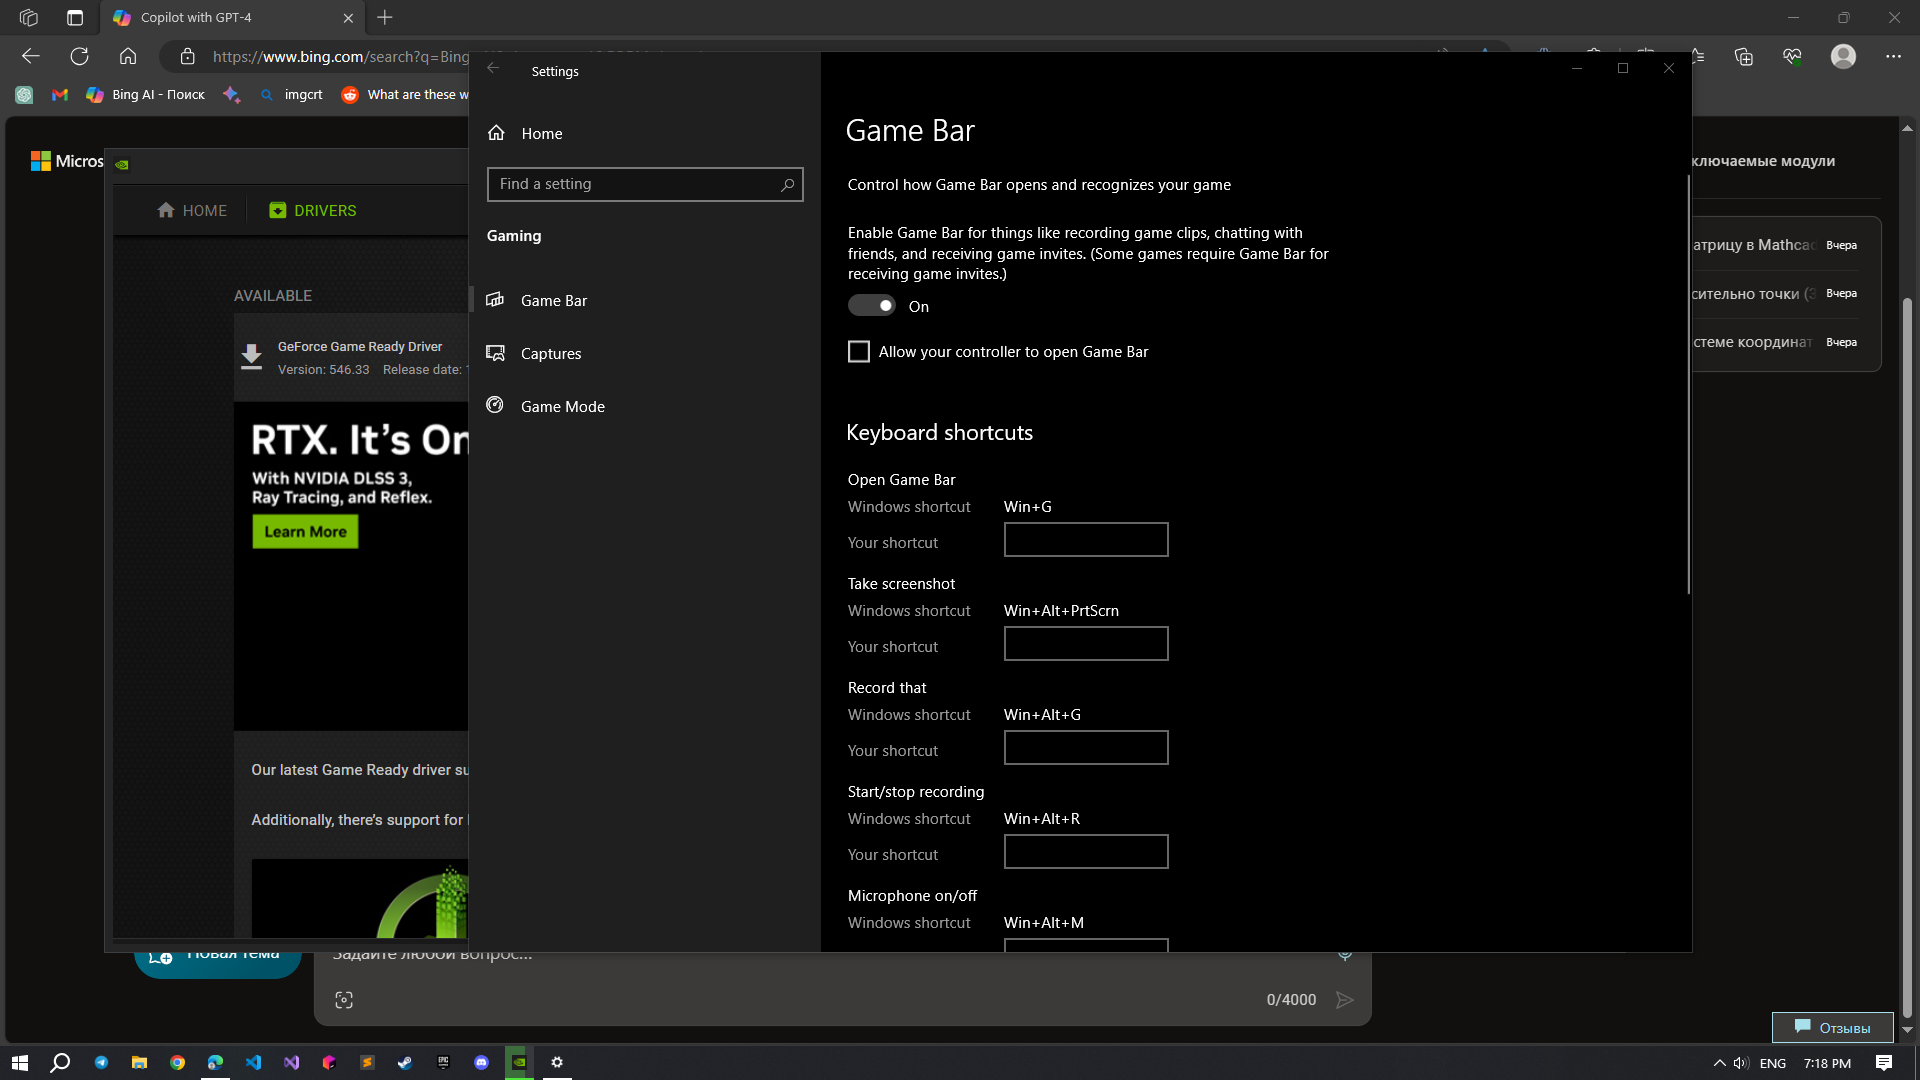 Copilot with GPT-4
https://www.bing.com/search?q=Bing
Bing AI - Поиск
imgcrt
What are these w
Micros
HOME
DRIVERS
AVAILABLE
GeForce Game Ready Driver
Version: 546.33 Release date:
RTX. It's On
With NVIDIA DLSS 3,
Ray Tracing, and Reflex.
Learn More
Our latest Game Ready driver su
Additionally, there's support for
Settings
Home
Find a setting
Gaming
Game Bar
Captures
Game Mode
Game Bar
Control how Game Bar opens and recognizes your game
Enable Game Bar for things like recording game clips, chatting with
friends, and receiving game invites. (Some games require Game Bar for
receiving game invites.)
On
Allow your controller to open Game Bar
Keyboard shortcuts
Open Game Bar
Windows shortcut Win+G
Your shortcut
Take screenshot
Windows shortcut Win+Alt+PrtScrn
Your shortcut
Record that
Windows shortcut Win+Alt+G
Your shortcut
Start/stop recording
Windows shortcut Win+Alt+R
Your shortcut
Microphone on/off
Windows shortcut Win+Alt+M
ключаемые модули
атрицу в Mathcad Вчера
сительно точки (3 Вчера
стеме координат Вчера
Новая тема
Задайте любой вопрос...
0/4000
Отзывы
ENG
7:18 PM